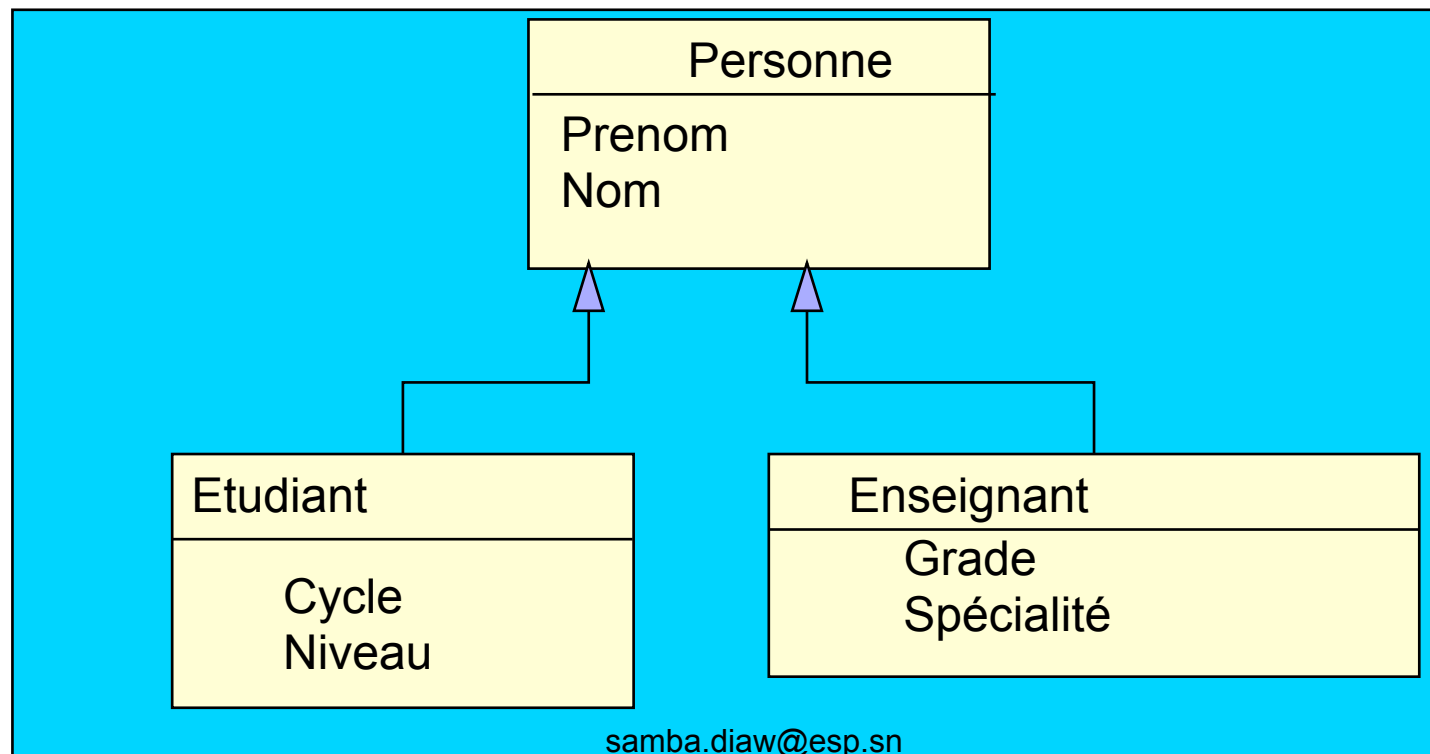 Personne
Prenom
Nom
Etudiant
Cycle
Niveau
Enseignant
Grade
Spécialité
samba.diaw@esp.sn